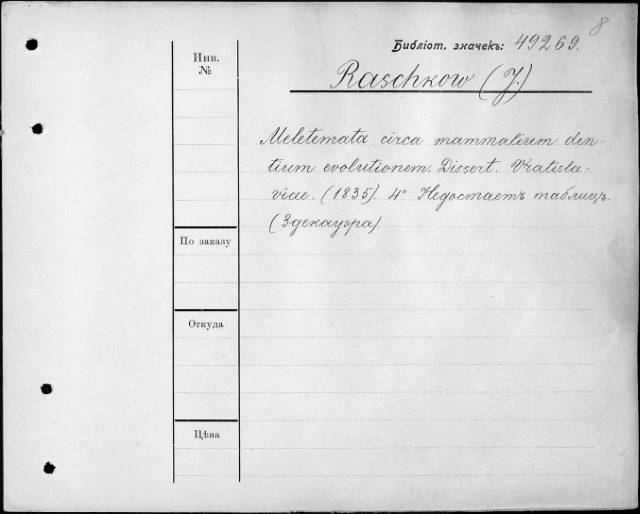 8
Библіот. значекъ: 49269.
Инв.
№
Raschkow (J.)
Meletemata circa mammalium den-
tium evolutionem. Dissert. Vratisla-
viae. (1835). 4° Недостаетъ таблицъ.
(Здекауэра)
По заказу
Откуда
Цѣна